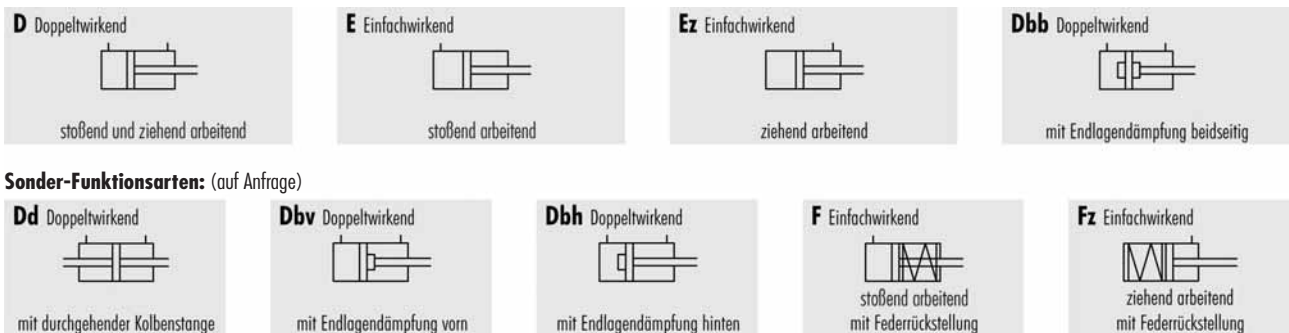 D Doppeltwirkend
stoßend und ziehend arbeitend
E Einfachwirkend
stoßend arbeitend
Ez Einfachwirkend
ziehend arbeitend
Dbb Doppeltwirkend
mit Endlagendämpfung beidseitig
Sonder-Funktionsarten: (auf Anfrage)
Dd Doppeltwirkend
mit durchgehender Kolbenstange
Dbv Doppeltwirkend
mit Endlagendämpfung vorn
Dbh Doppeltwirkend
mit Endlagendämpfung hinten
F Einfachwirkend
stoßend arbeitend
mit Federrückstellung
Fz Einfachwirkend
ziehend arbeitend
mit Federrückstellung